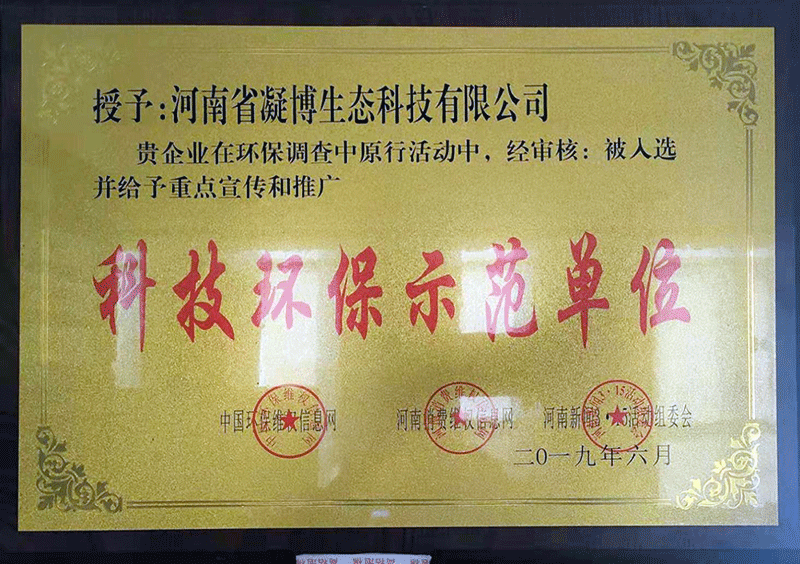 授予:河南省凝博生态科技有限公司
贵企业在环保调查中原行活动中,经审核:被入选
并给予重点宣传和推广
科技环保示范单位
中国环保维权信息网 河南消费维权信息网 河南新闻3·15活动组委会
二〇一九年六月